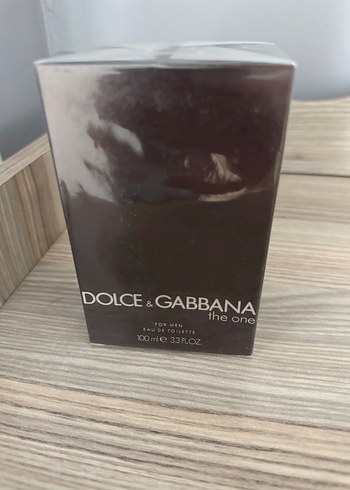 DOLCE & GABBANA
the one
FOR MEN
EAU DE TOILETTE
100 ml e 3.3 FL.OZ.